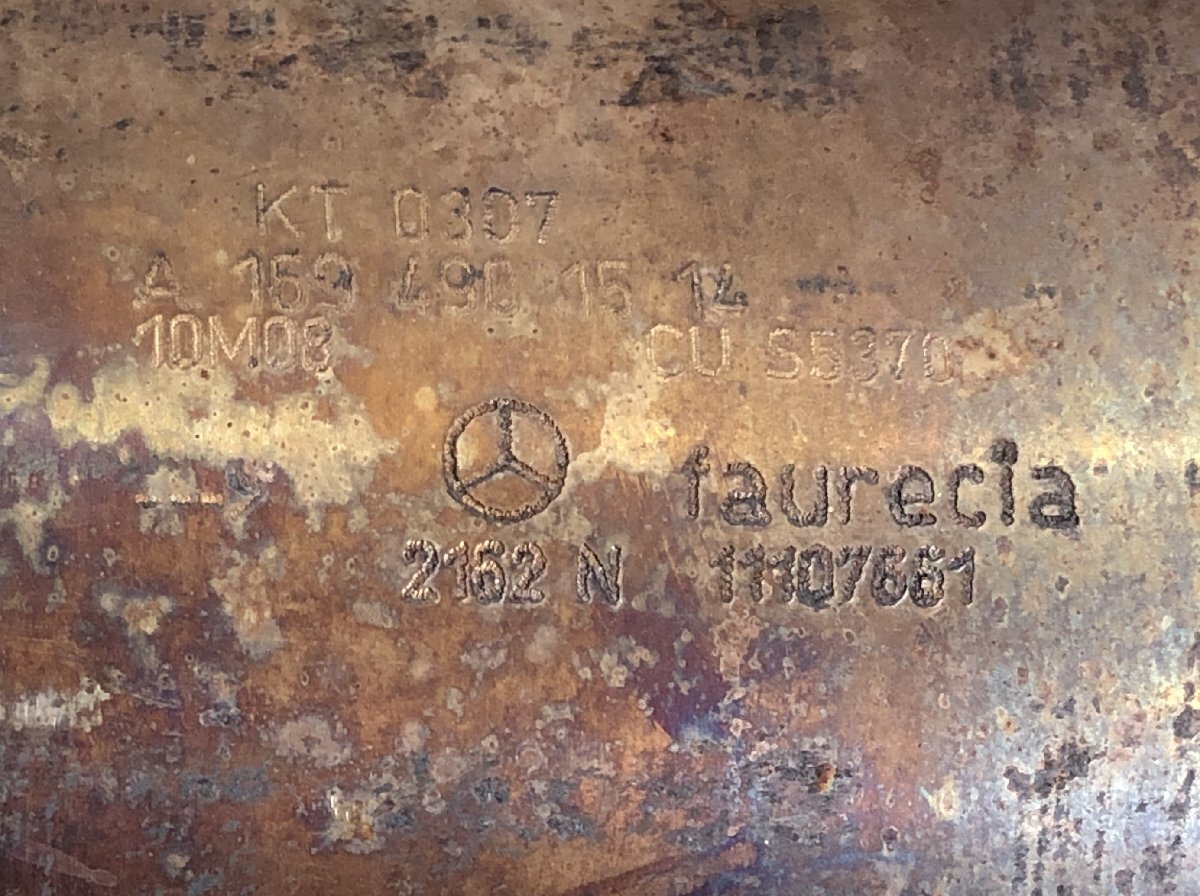 KT 0307
A 169 490 15 14
10M08 CU S5370
faurecia
2162 N 11107661